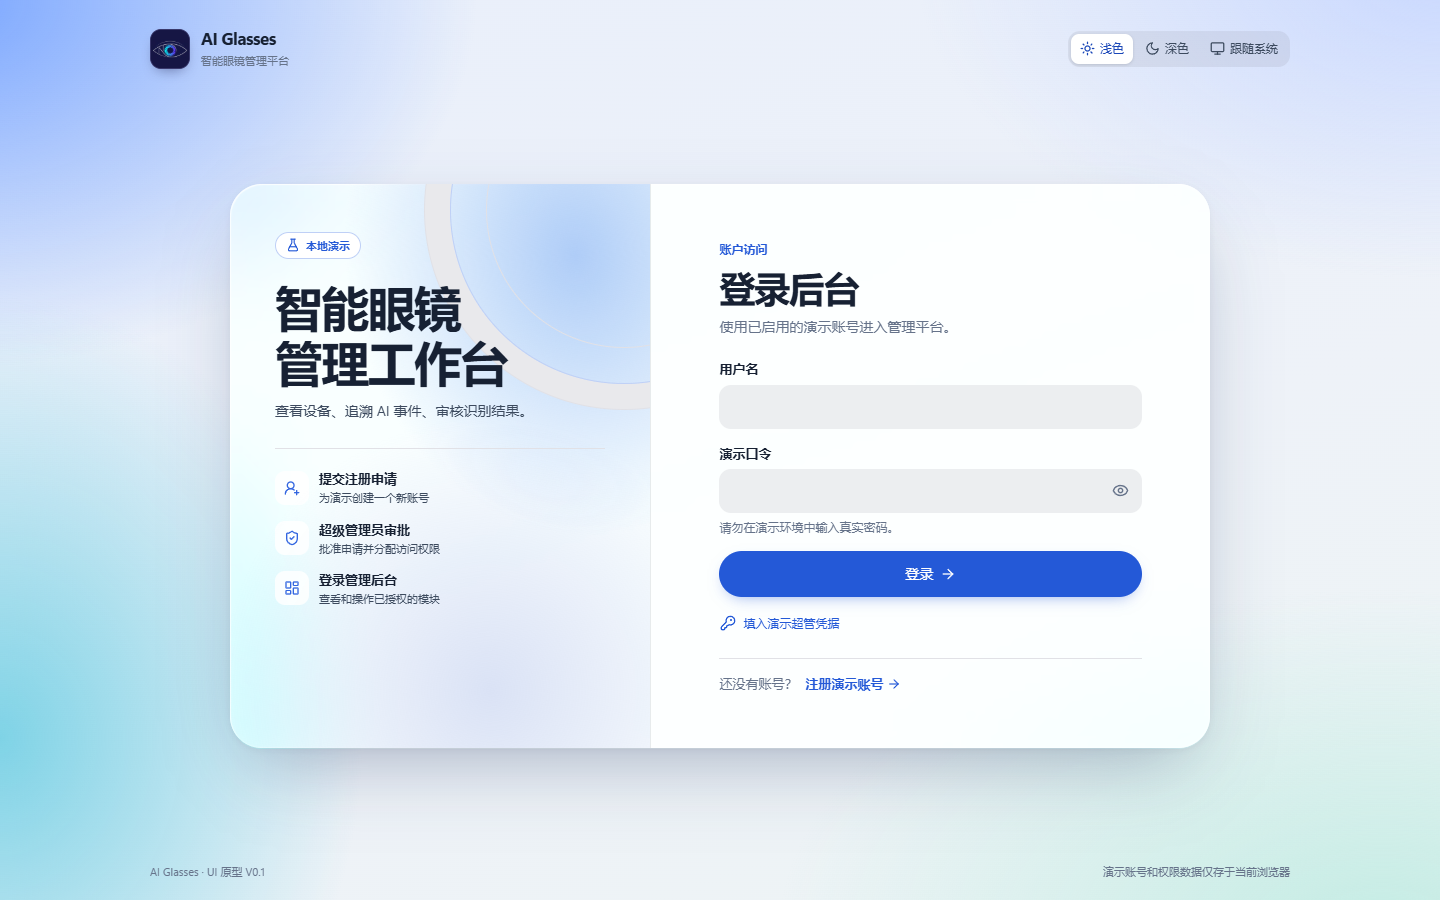 AI Glasses
智能眼镜管理平台
浅色
深色
跟随系统
本地演示
智能眼镜
管理工作台
查看设备、追溯 AI 事件、审核识别结果。
提交注册申请
为演示创建一个新账号
超级管理员审批
批准申请并分配访问权限
登录管理后台
查看和操作已授权的模块
账户访问
登录后台
使用已启用的演示账号进入管理平台。
用户名
演示口令
请勿在演示环境中输入真实密码。
登录 →
填入演示超管凭据
还没有账号? 注册演示账号 →
AI Glasses · UI 原型 V0.1
演示账号和权限数据仅存于当前浏览器